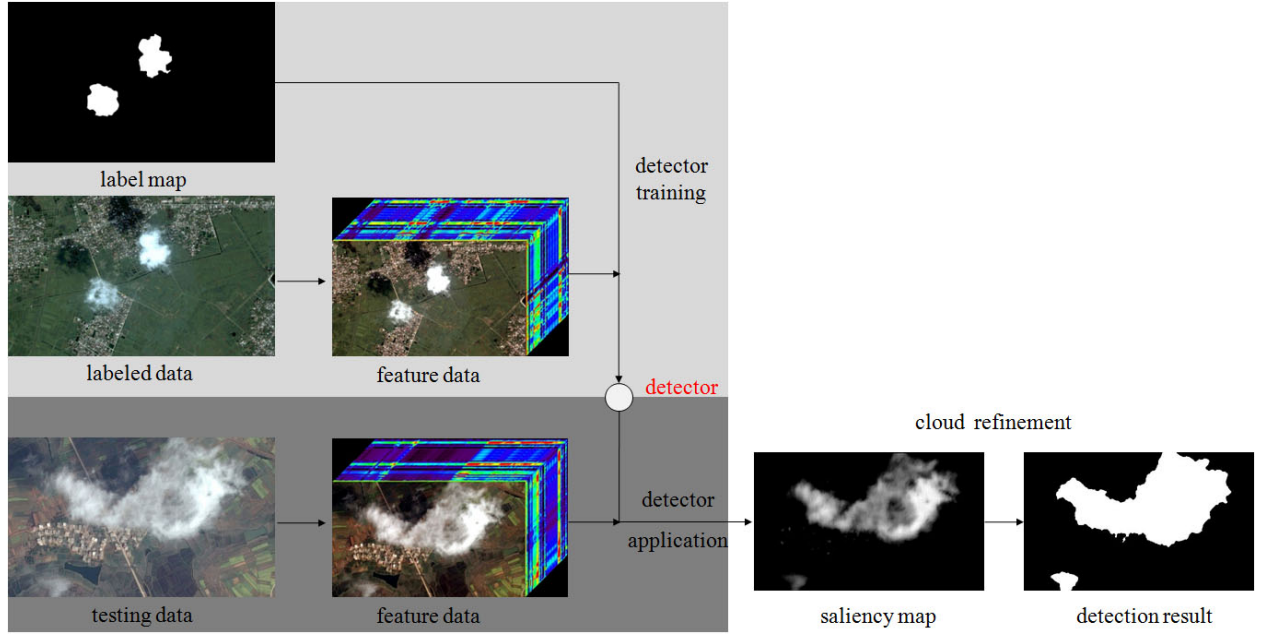 label map
detector
training
labeled data
feature data
detector
cloud refinement
detector
application
testing data
feature data
saliency map
detection result